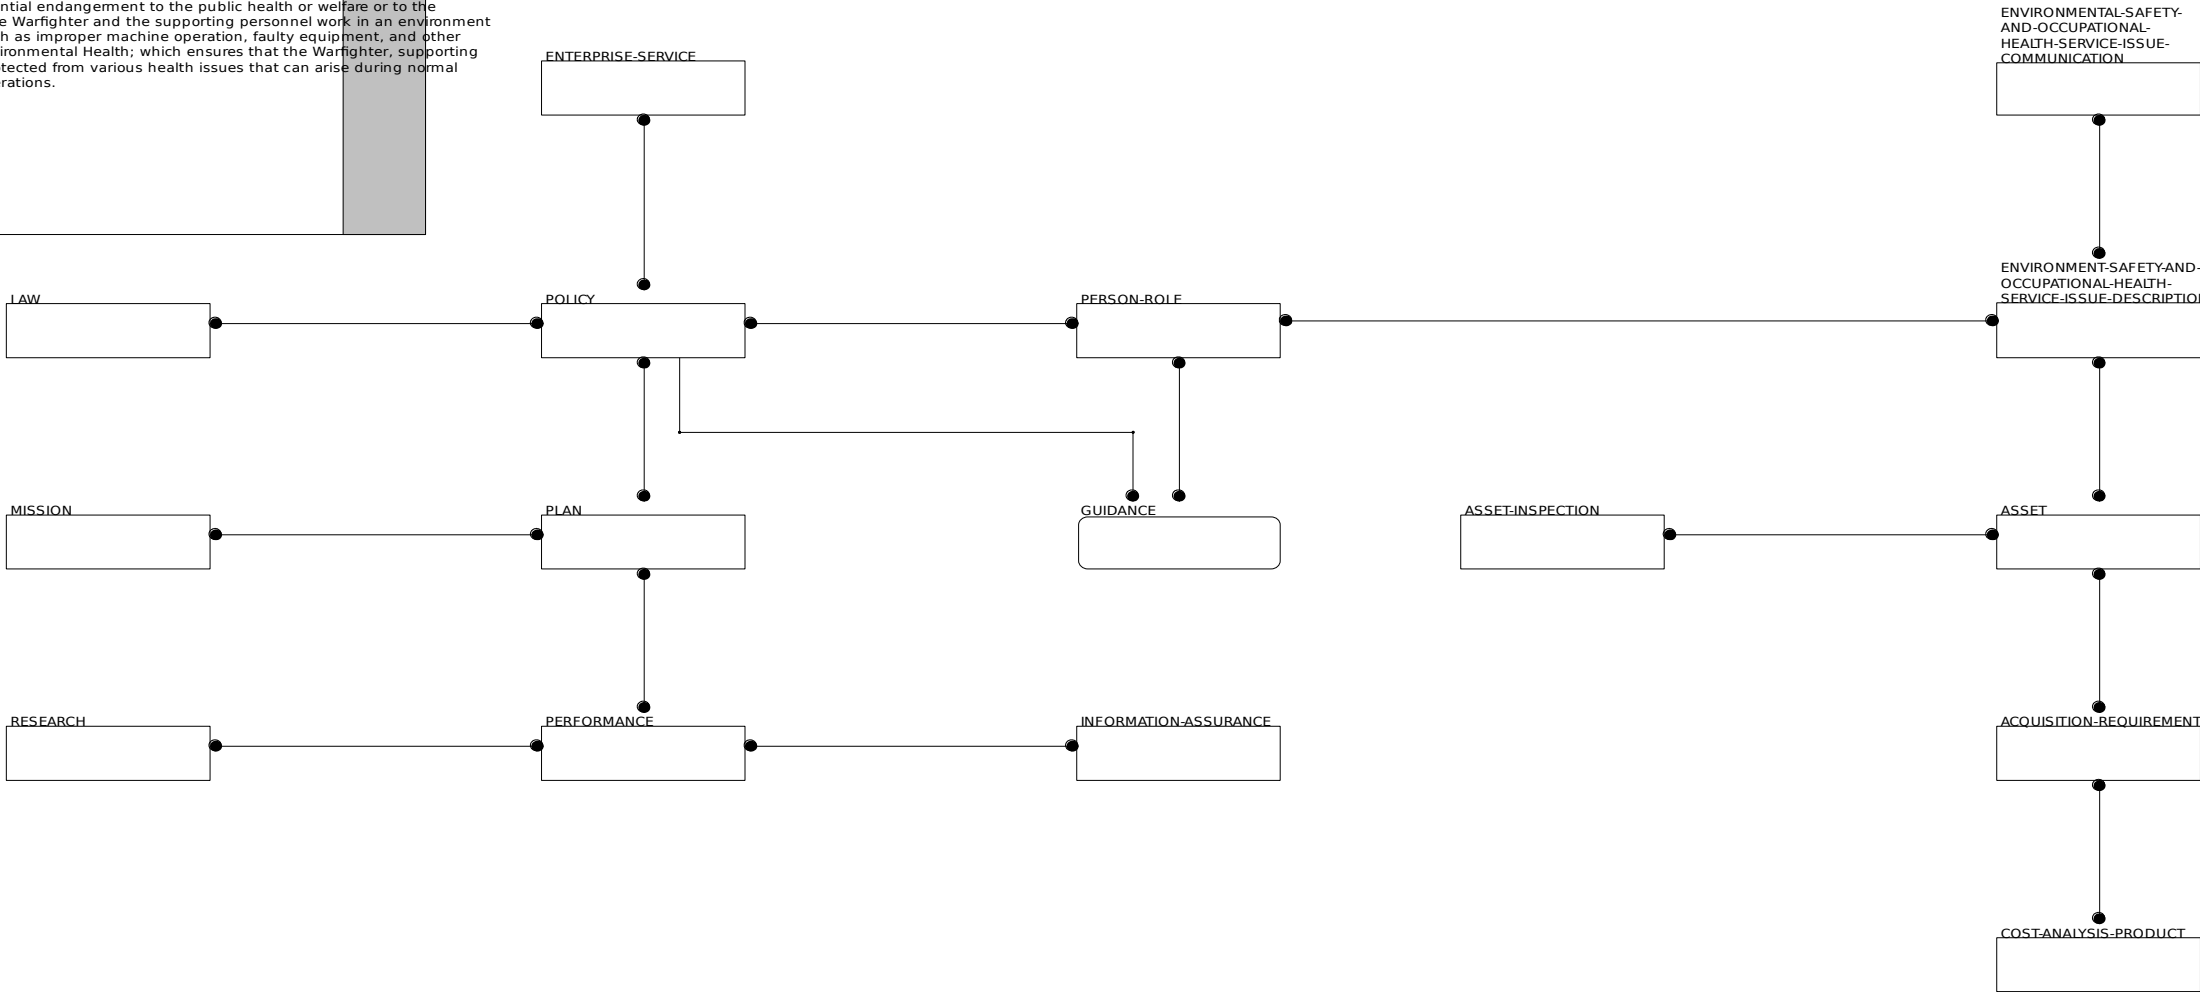 ntial endangerment to the public health or welfare or to the
e Warfighter and the supporting personnel work in an environment
h as improper machine operation, faulty equipment, and other
ironmental Health; which ensures that the Warfighter, supporting
tected from various health issues that can arise during normal
rations.
ENTERPRISE-SERVICE
ENVIRONMENTAL-SAFETY-
AND-OCCUPATIONAL-
HEALTH-SERVICE-ISSUE-
COMMUNICATION
LAW
POLICY
PERSON-ROLE
ENVIRONMENT-SAFETY-AND-
OCCUPATIONAL-HEALTH-
SERVICE-ISSUE-DESCRIPTION
MISSION
PLAN
GUIDANCE
ASSET-INSPECTION
ASSET
RESEARCH
PERFORMANCE
INFORMATION-ASSURANCE
ACQUISITION-REQUIREMENT
COST-ANALYSIS-PRODUCT